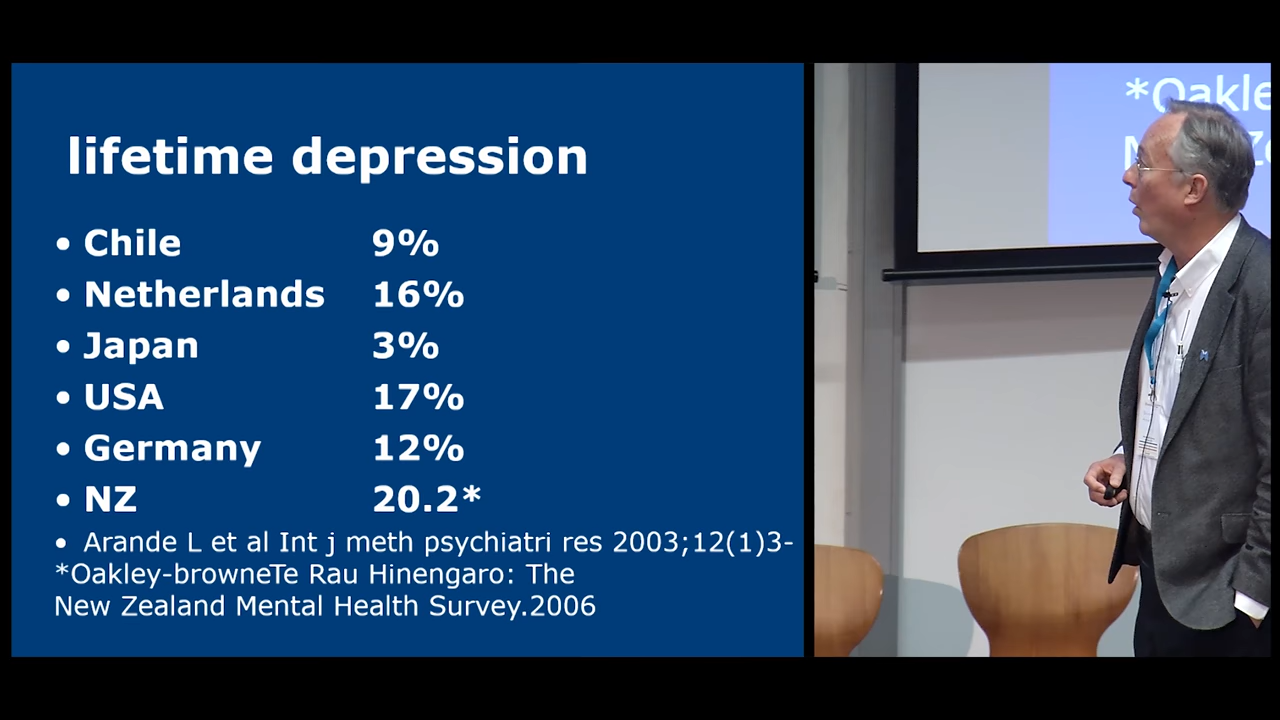 lifetime depression
• Chile 9%
• Netherlands 16%
• Japan 3%
• USA 17%
• Germany 12%
• NZ 20.2*
• Arande L et al Int j meth psychiatri res 2003;12(1)3-
*Oakley-browneTe Rau Hinengaro: The
New Zealand Mental Health Survey.2006
*Oakle